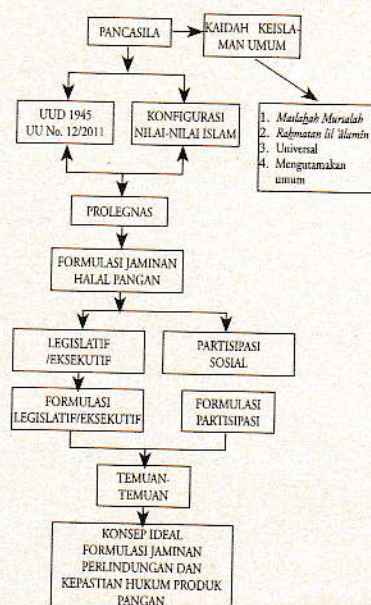 PANCASILA
KAIDAH KEISLA-
MAN UMUM
UUD 1945
UU No. 12/2011
KONFIGURASI
NILAI-NILAI ISLAM
1. Maslahah Mursalah
2. Rahmatan lil 'alamin
3. Universal
4. Mengutamakan
umum
PROLEGNAS
FORMULASI JAMINAN
HALAL PANGAN
LEGISLATIF
/EKSEKUTIF
PARTISIPASI
SOSIAL
FORMULASI
LEGISLATIF/EKSEKUTIF
FORMULASI
PARTISIPASI
TEMUAN-
TEMUAN
KONSEP IDEAL
FORMULASI JAMINAN
PERLINDUNGAN DAN
KEPASTIAN HUKUM PRODUK
PANGAN